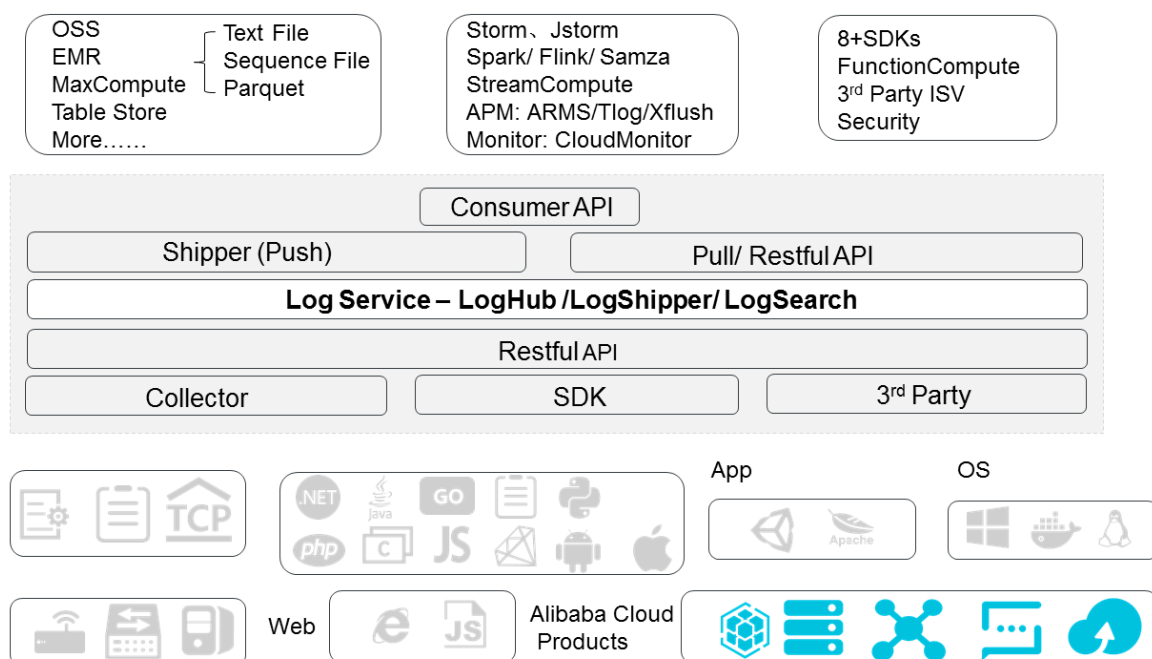 OSS
EMR
MaxCompute
Table Store
More……
Text File
Sequence File
Parquet
Storm、Jstorm
Spark/ Flink/ Samza
StreamCompute
APM: ARMS/Tlog/Xflush
Monitor: CloudMonitor
8+SDKs
FunctionCompute
3rd Party ISV
Security
Consumer API
Shipper (Push)
Pull/ Restful API
Log Service – LogHub /LogShipper/ LogSearch
Restful API
Collector
SDK
3rd Party
App
OS
TCP
.NET
java
GO
php
C
JS
Apache
Web
JS
Alibaba Cloud
Products